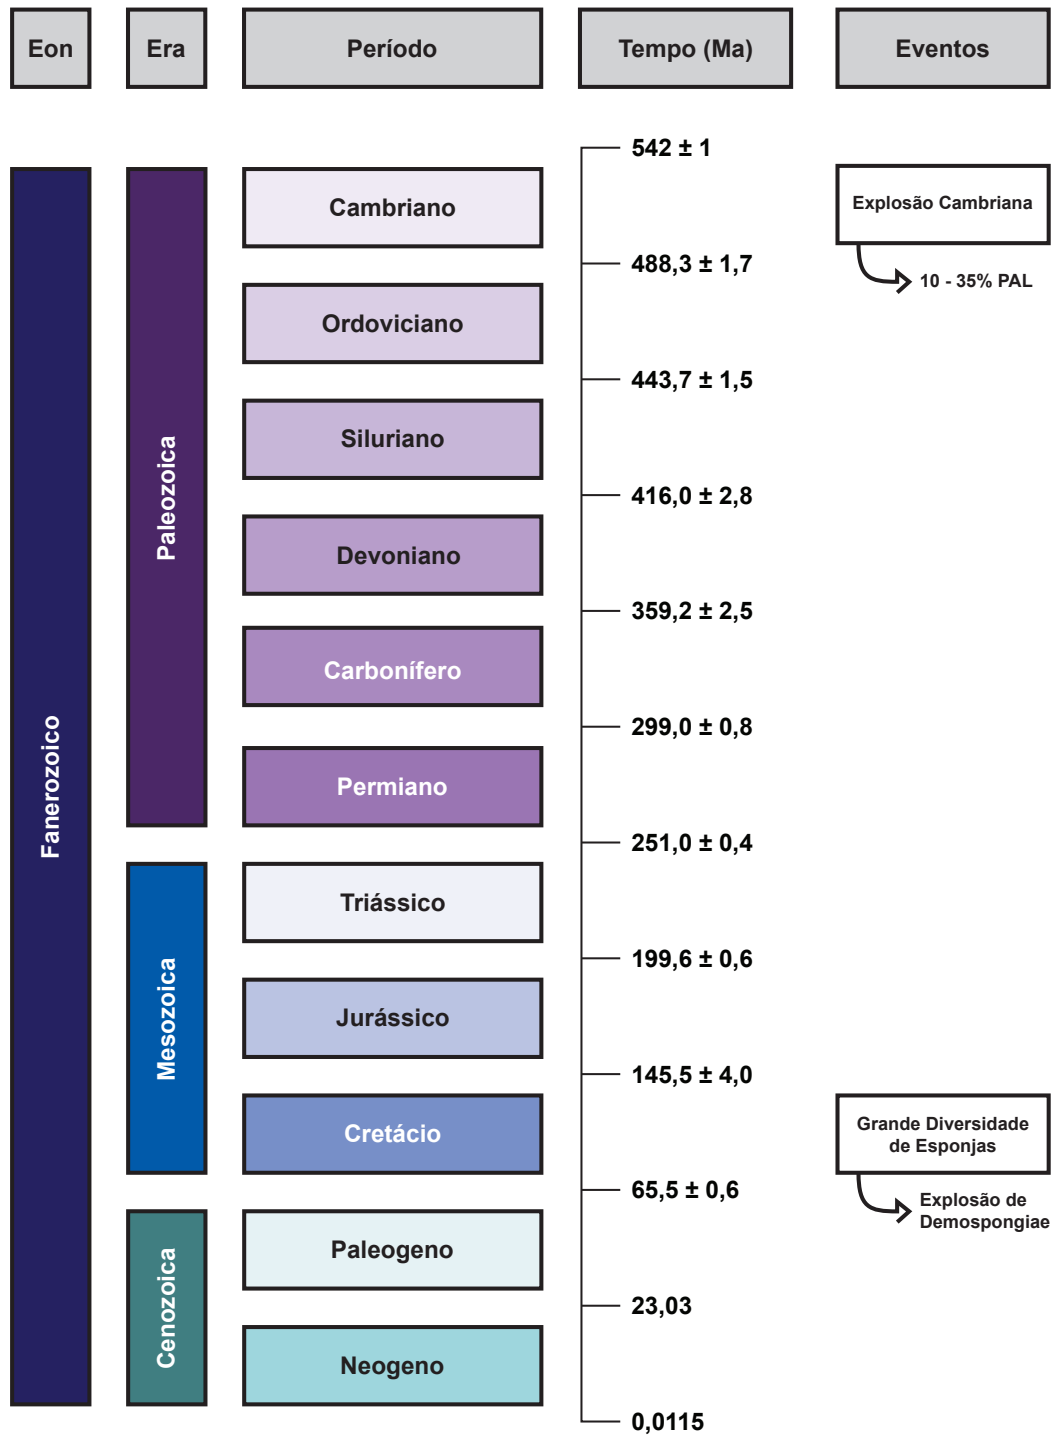 Eon
Era
Período
Tempo (Ma)
Eventos
542 ± 1
Cambriano
Explosão Cambriana
488,3 ± 1,7
10 - 35% PAL
Ordoviciano
443,7 ± 1,5
Siluriano
Paleozoica
416,0 ± 2,8
Devoniano
359,2 ± 2,5
Carbonífero
299,0 ± 0,8
Fanerozoico
Permiano
251,0 ± 0,4
Triássico
199,6 ± 0,6
Mesozoica
Jurássico
145,5 ± 4,0
Cretácio
Grande Diversidade
de Esponjas
65,5 ± 0,6
Explosão de
Demospongiae
Paleogeno
Cenozoica
23,03
Neogeno
0,0115